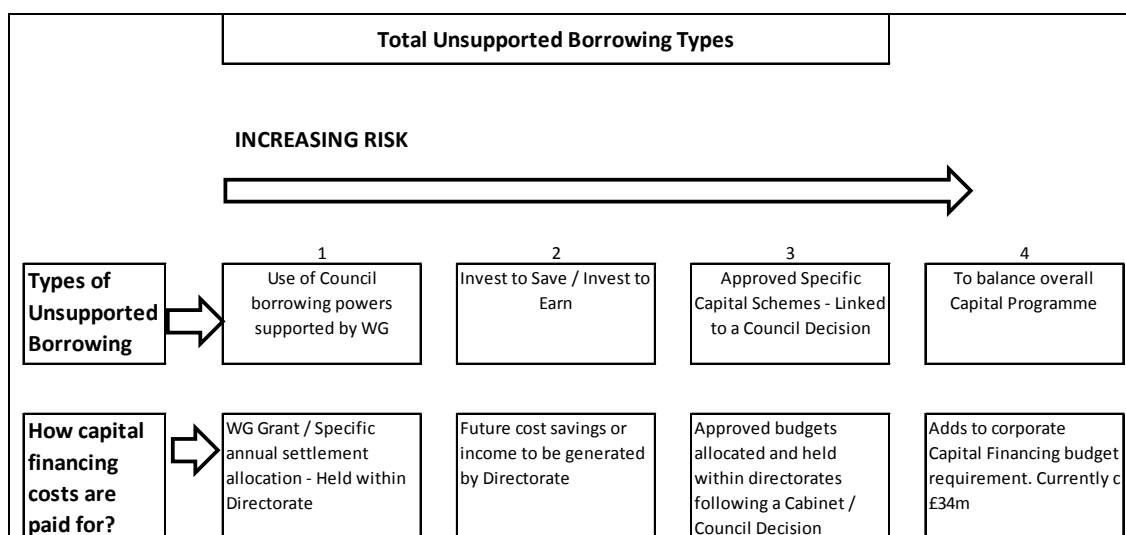 Total Unsupported Borrowing Types
INCREASING RISK
1
2
3
4
Types of
Unsupported
Borrowing
Use of Council
borrowing powers
supported by WG
Invest to Save / Invest to
Earn
Approved Specific
Capital Schemes - Linked
to a Council Decision
To balance overall
Capital Programme
How capital
financing
costs are
paid for?
WG Grant / Specific
annual settlement
allocation - Held within
Directorate
Future cost savings or
income to be generated
by Directorate
Approved budgets
allocated and held
within directorates
following a Cabinet /
Council Decision
Adds to corporate
Capital Financing budget
requirement. Currently c
£34m